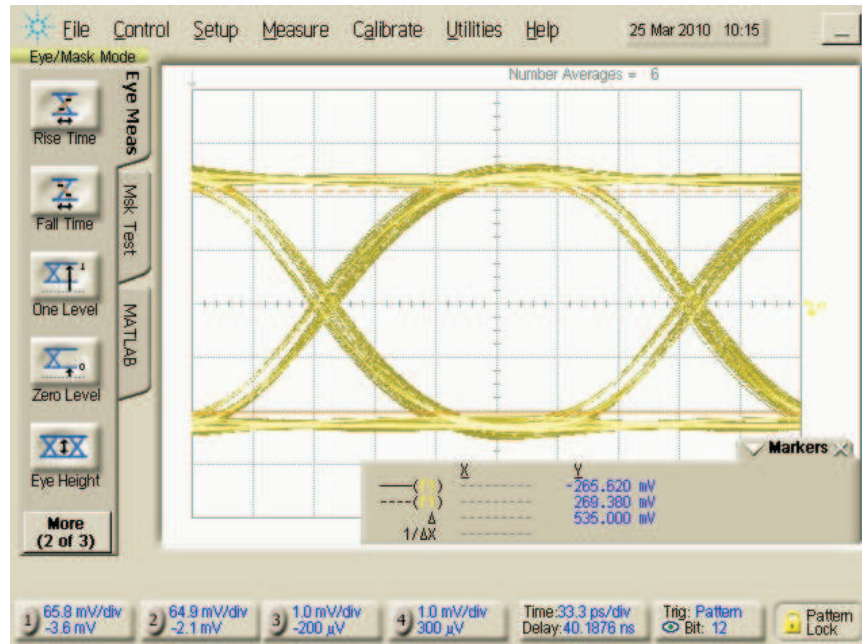 File Control Setup Measure Calibrate Utilities Help 25 Mar 2010 10:15
Eye/Mask Mode
Number Averages = 6
Eye Meas
Msk Test
MATLAB
Rise Time
Fall Time
One Level
Zero Level
Eye Height
More
(2 of 3)
Markers
X Y
-265.620 mV
269.380 mV
Δ 535.000 mV
1/ΔX
1 65.8 mV/div -3.6 mV
2 64.9 mV/div -2.1 mV
3 1.0 mV/div -200 μV
4 1.0 mV/div 300 μV
Time:33.3 ps/div
Delay:40.1876 ns
Trig: Pattern
Bit: 12
Pattern
Lock